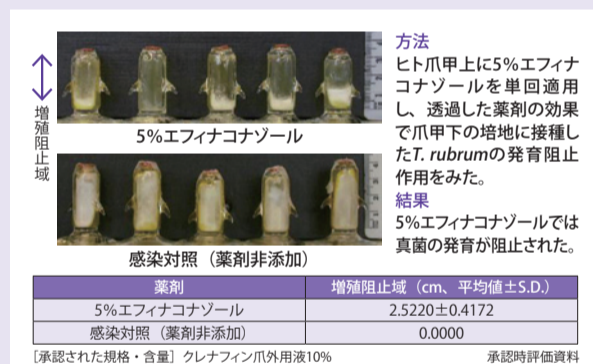 増殖阻止域
5%エフィナコナゾール
感染対照（薬剤非添加）
方法
ヒト爪甲上に5%エフィナ
コナゾールを単回適用
し、透過した薬剤の効果
で爪甲下の培地に接種し
たT. rubrumの発育阻止
作用をみた。
結果
5%エフィナコナゾールでは
真菌の発育が阻止された。
薬剤 増殖阻止域（cm、平均値±S.D.）
5%エフィナコナゾール 2.5220±0.4172
感染対照（薬剤非添加） 0.0000
［承認された規格・含量］クレナフィン爪外用液10% 承認時評価資料